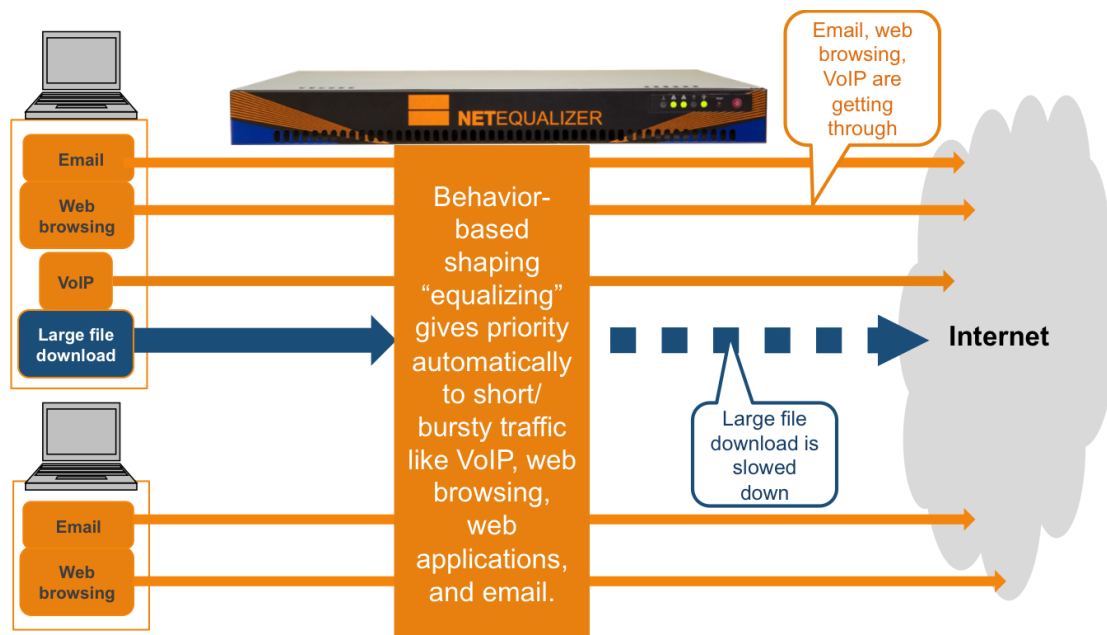 Email, web
browsing,
VoIP are
getting
through
NETEQUALIZER
Email
Web
browsing
VoIP
Large file
download
Behavior-
based
shaping
“equalizing”
gives priority
automatically
to short/
bursty traffic
like VoIP, web
browsing,
web
applications,
and email.
Internet
Large file
download is
slowed
down
Email
Web
browsing